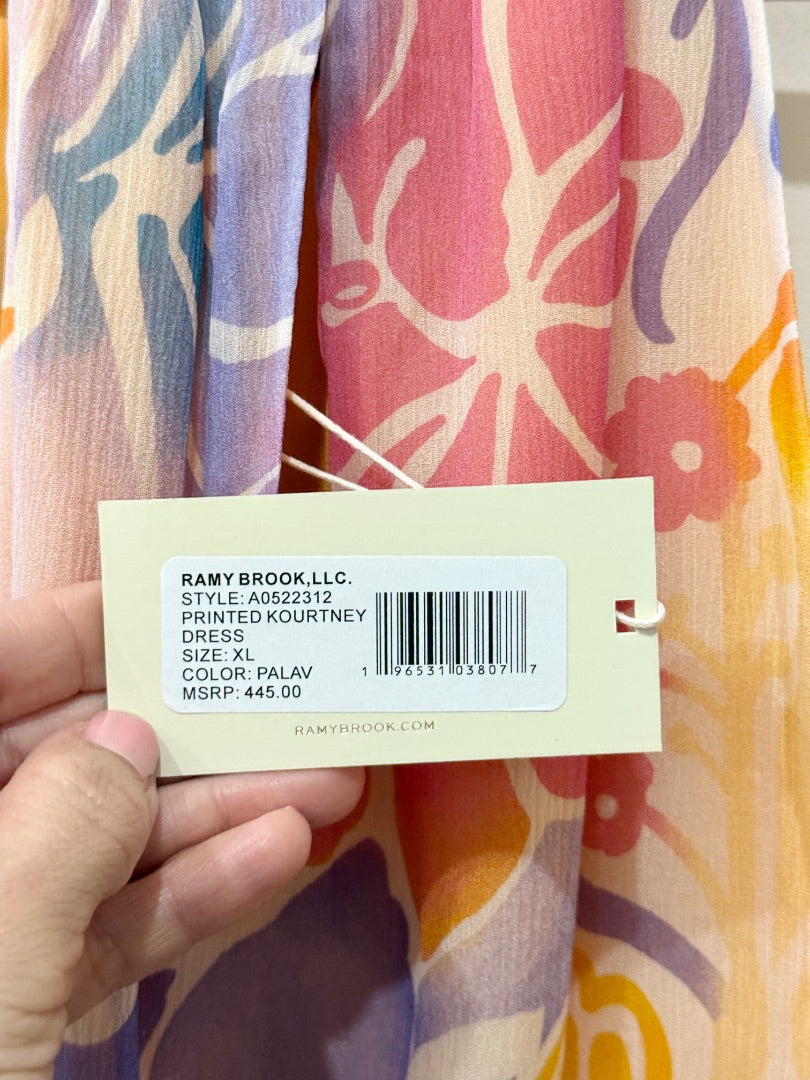 RAMY BROOK,LLC.
STYLE: A0522312
PRINTED KOURTNEY
DRESS
SIZE: XL
COLOR: PALAV
MSRP: 445.00
1 96531 03807 7
RAMYBROOK.COM